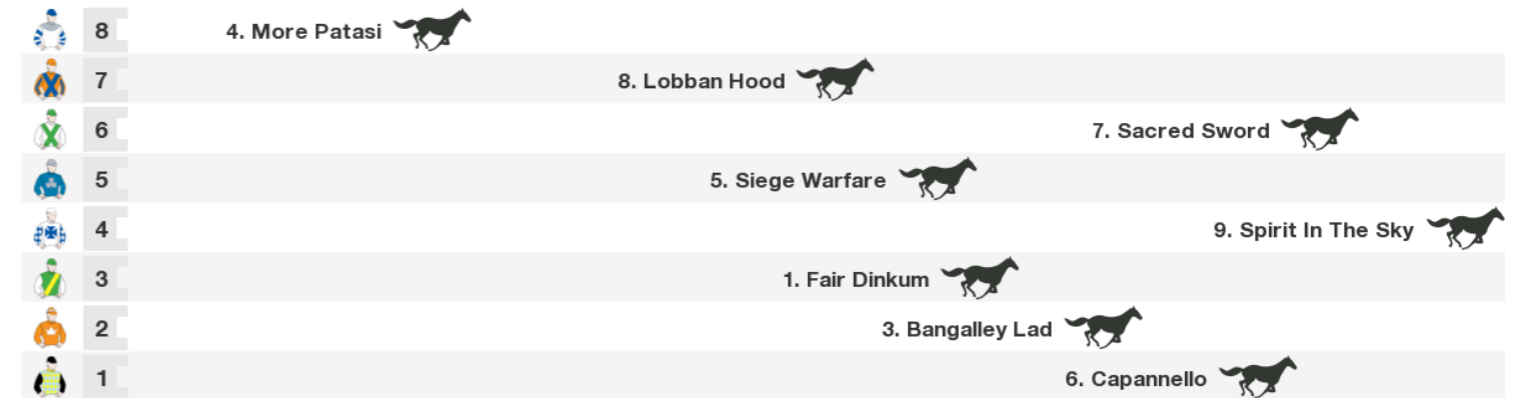 8 4. More Patasi
7 8. Lobban Hood
6 7. Sacred Sword
5 5. Siege Warfare
4 9. Spirit In The Sky
3 1. Fair Dinkum
2 3. Bangalley Lad
1 6. Capannello